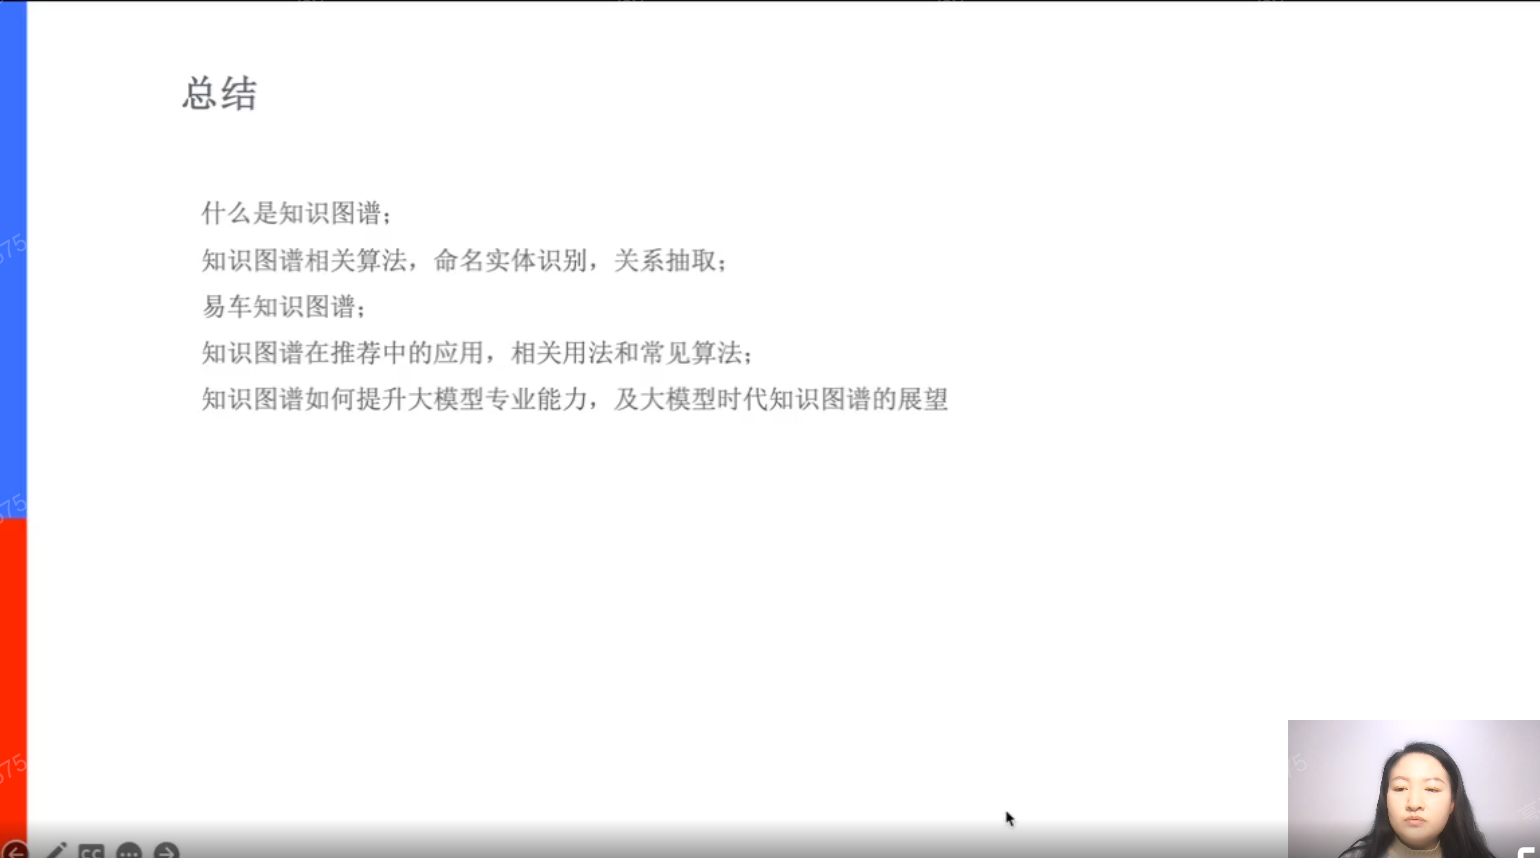 总结
什么是知识图谱；
知识图谱相关算法，命名实体识别，关系抽取；
易车知识图谱；
知识图谱在推荐中的应用，相关用法和常见算法；
知识图谱如何提升大模型专业能力，及大模型时代知识图谱的展望
CC